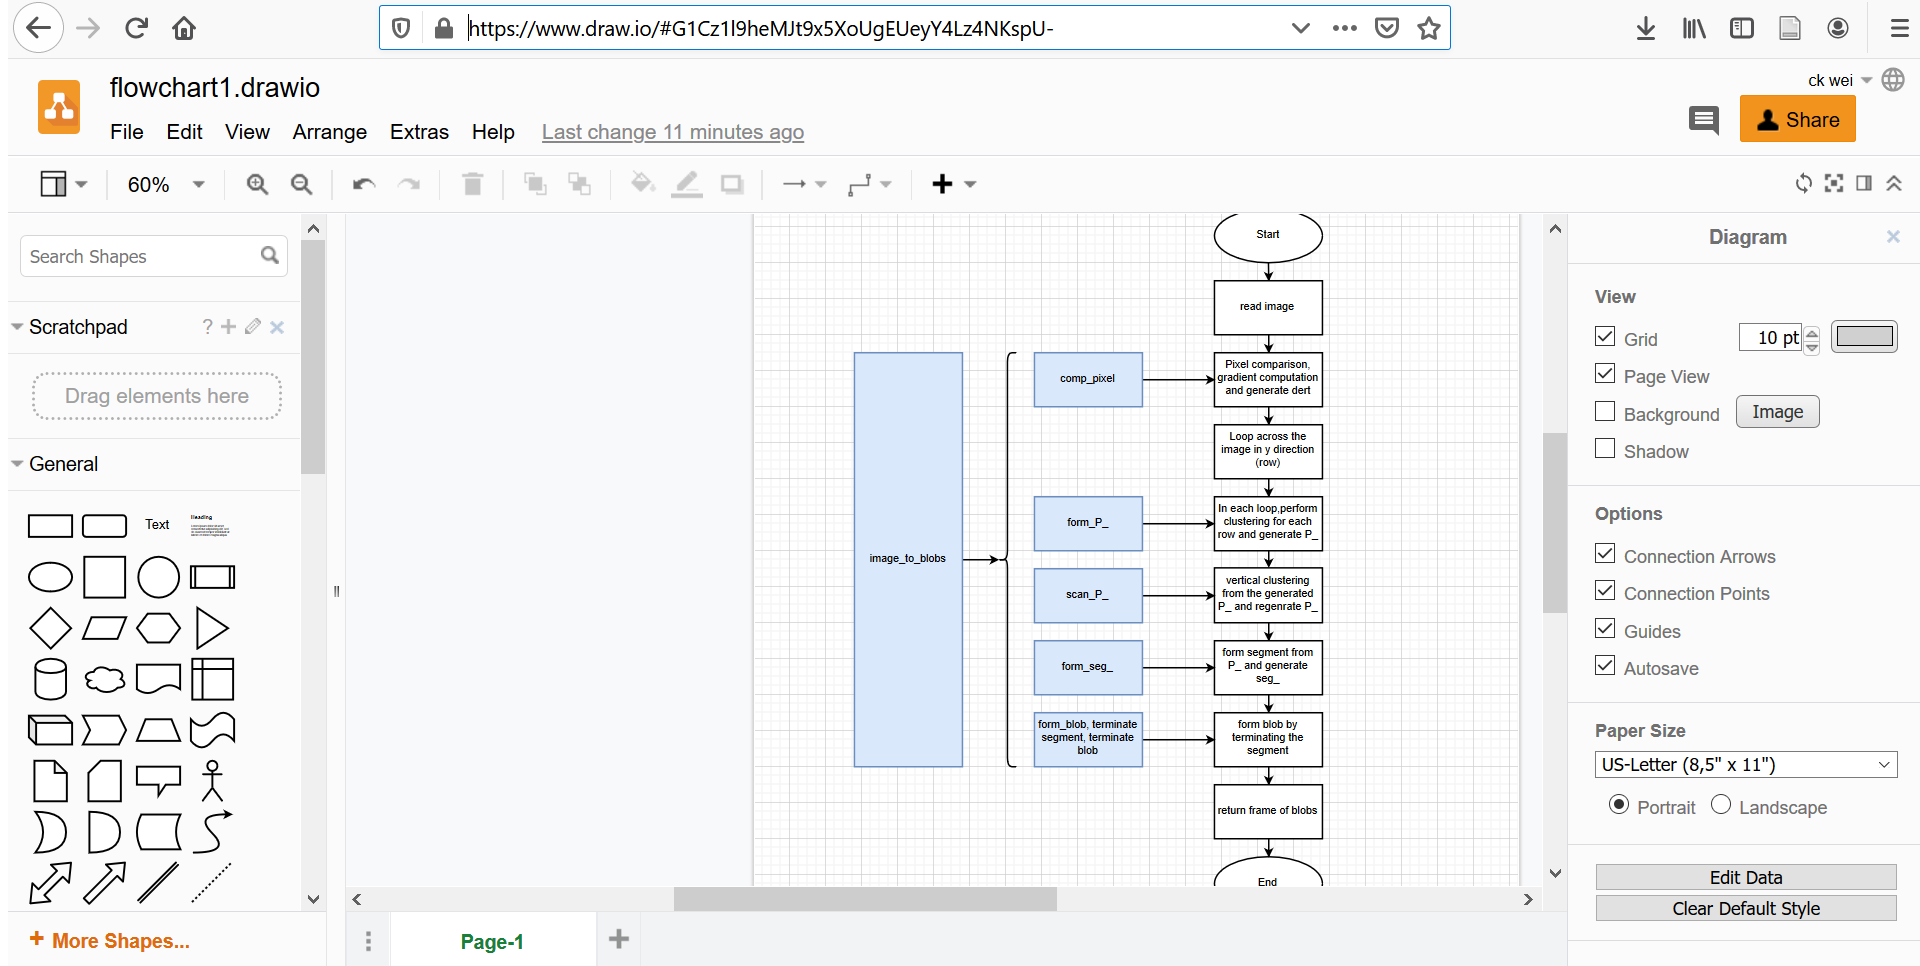 https://www.draw.io/#G1Cz1l9heMJt9x5XoUgEUeyY4Lz4NKspU-
flowchart1.drawio
ck wei
File Edit View Arrange Extras Help Last change 11 minutes ago
Share
60%
Search Shapes
Scratchpad
?
Drag elements here
General
Text
Heading
More Shapes...
Start
read image
Pixel comparison,
gradient computation
and generate dert
Loop across the
image in y direction
(row)
In each loop,perform
clustering for each
row and generate P_
vertical clustering
from the generated
P_ and regenrate P_
form segment from
P_ and generate
seg_
form blob by
terminating the
segment
return frame of blobs
End
image_to_blobs
comp_pixel
form_P_
scan_P_
form_seg_
form_blob, terminate
segment, terminate
blob
Page-1
Diagram
View
Grid 10 pt
Page View
Background Image
Shadow
Options
Connection Arrows
Connection Points
Guides
Autosave
Paper Size
US-Letter (8,5" x 11")
Portrait Landscape
Edit Data
Clear Default Style